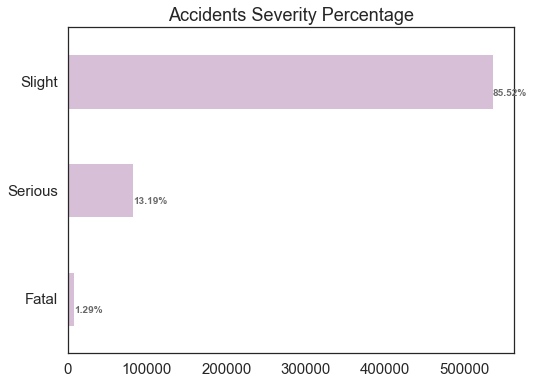 Accidents Severity Percentage
Slight
85.52%
Serious
13.19%
Fatal
1.29%
0 100000 200000 300000 400000 500000